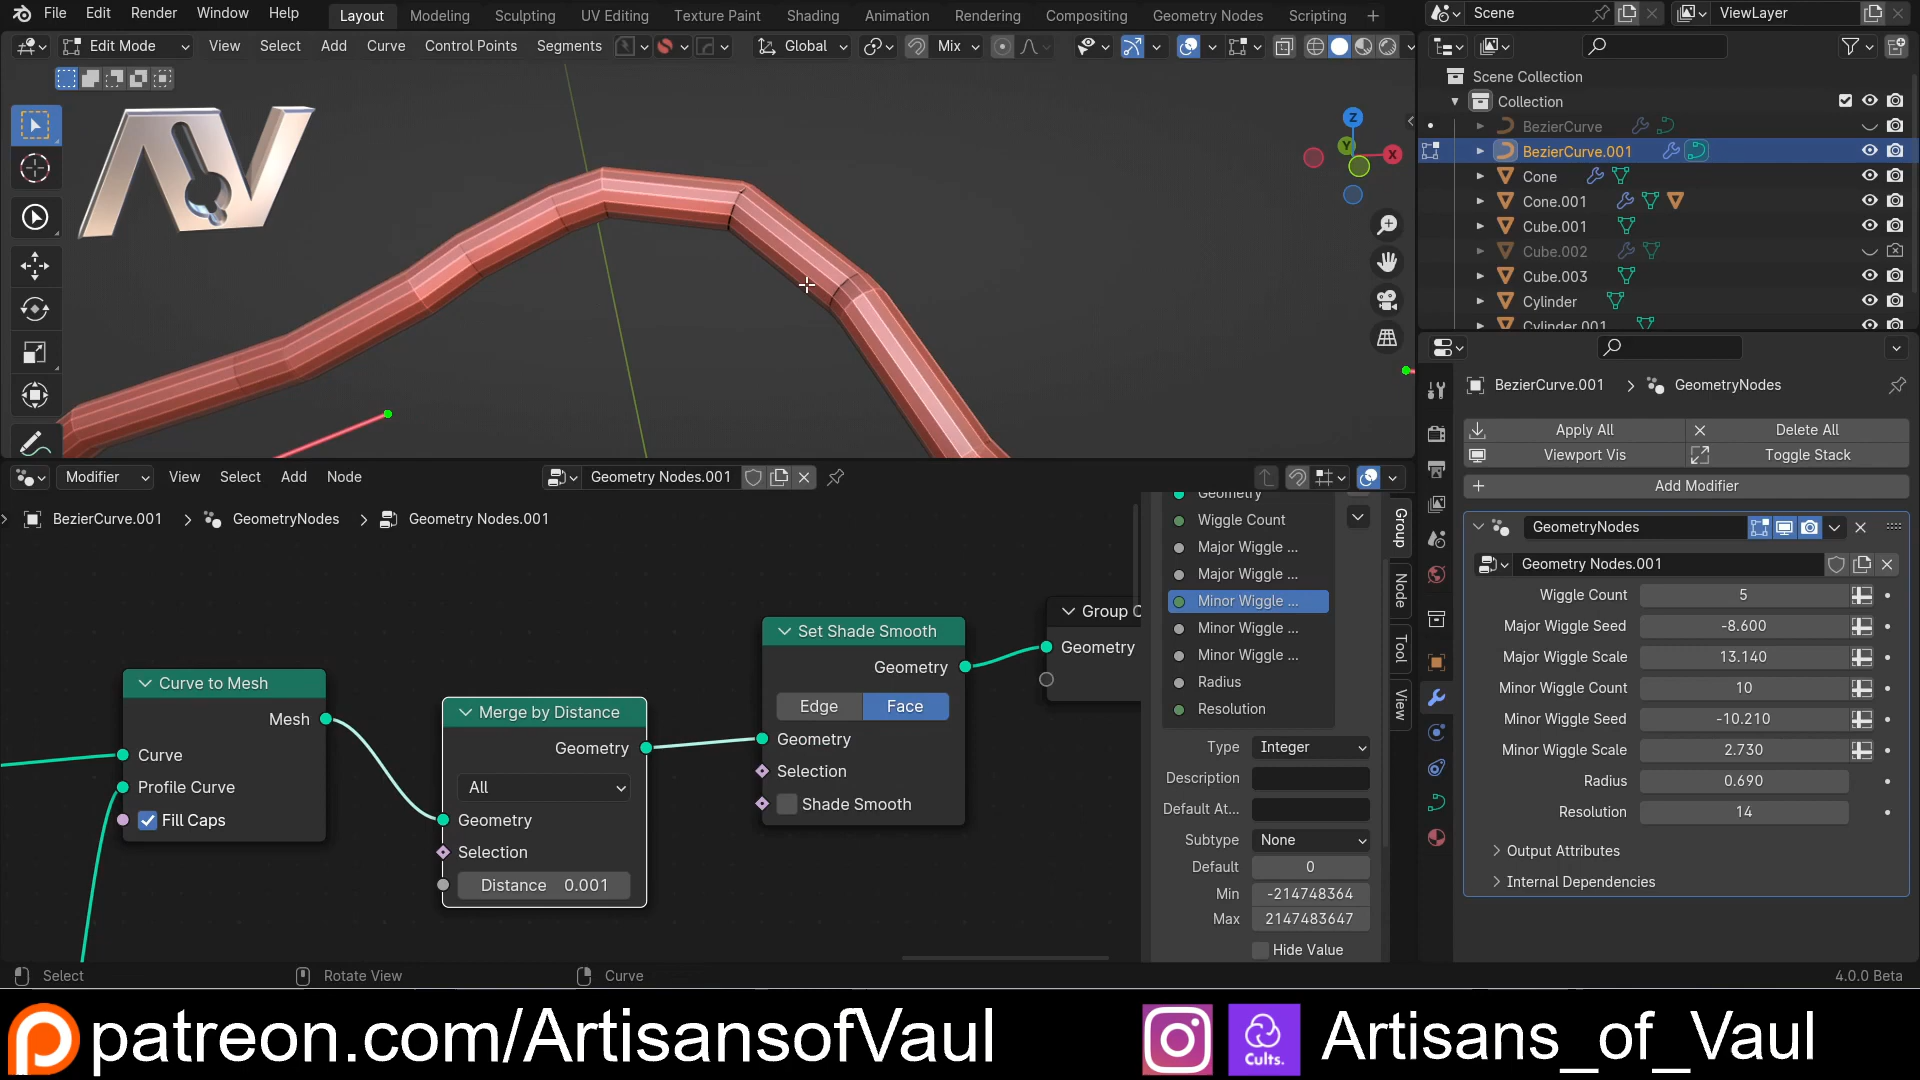 File Edit Render Window Help Layout Modeling Sculpting UV Editing Texture Paint Shading Animation Rendering Compositing Geometry Nodes Scripting + Scene ViewLayer
Edit Mode View Select Add Curve Control Points Segments Global Mix
AV
Z
Y
X
Scene Collection
Collection
BezierCurve
BezierCurve.001
Cone
Cone.001
Cube.001
Cube.002
Cube.003
Cylinder
Cylinder.001
BezierCurve.001 > GeometryNodes
Apply All Delete All
Viewport Vis Toggle Stack
Add Modifier
GeometryNodes
Geometry Nodes.001
Wiggle Count 5
Major Wiggle Seed -8.600
Major Wiggle Scale 13.140
Minor Wiggle Count 10
Minor Wiggle Seed -10.210
Minor Wiggle Scale 2.730
Radius 0.690
Resolution 14
Output Attributes
Internal Dependencies
Modifier View Select Add Node Geometry Nodes.001
BezierCurve.001 > GeometryNodes > Geometry Nodes.001
Curve to Mesh
Mesh
Curve
Profile Curve
Fill Caps
Merge by Distance
Geometry
All
Geometry
Selection
Distance 0.001
Set Shade Smooth
Geometry
Edge Face
Geometry
Selection
Shade Smooth
Group
Geometry
Geometry
Wiggle Count
Major Wiggle ...
Major Wiggle ...
Minor Wiggle ...
Minor Wiggle ...
Minor Wiggle ...
Radius
Resolution
Type Integer
Description
Default At...
Subtype None
Default 0
Min -214748364
Max 2147483647
Hide Value
Group
Node
Tool
View
Select Rotate View Curve 4.0.0 Beta
patreon.com/ArtisansofVaul Cults. Artisans_of_Vaul